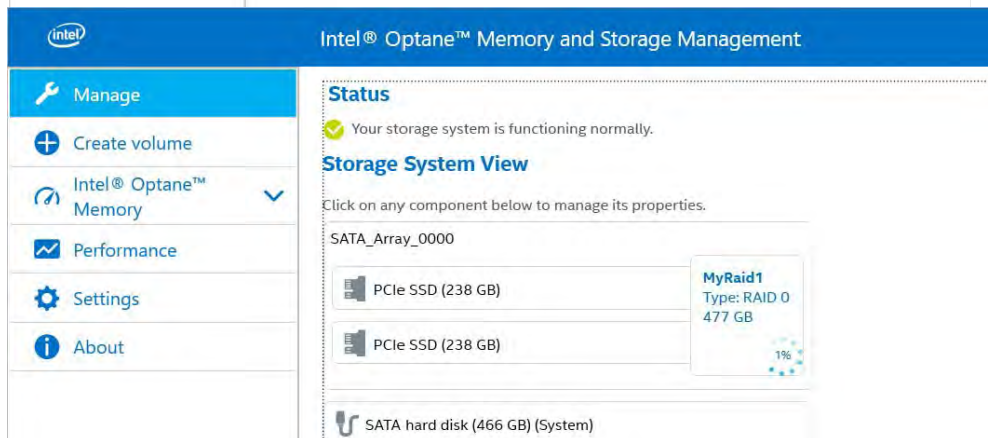 intel
Intel® Optane™ Memory and Storage Management
Manage
Create volume
Intel® Optane™
Memory
Performance
Settings
About
Status
Your storage system is functioning normally.
Storage System View
Click on any component below to manage its properties.
SATA_Array_0000
PCIe SSD (238 GB)
PCIe SSD (238 GB)
MyRaid1
Type: RAID 0
477 GB
1%
SATA hard disk (466 GB) (System)